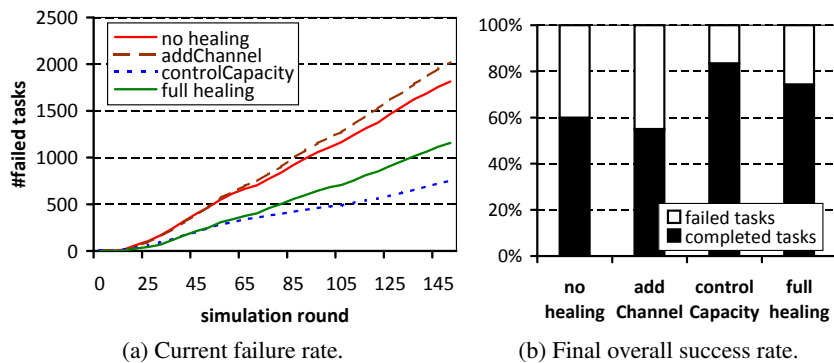 2500
2000
1500
1000
500
0
#failed tasks
no healing
addChannel
controlCapacity
full healing
0 25 45 65 85 105 125 145
simulation round
(a) Current failure rate.
100%
80%
60%
40%
20%
0%
failed tasks
completed tasks
no healing
add Channel
control Capacity
full healing
(b) Final overall success rate.